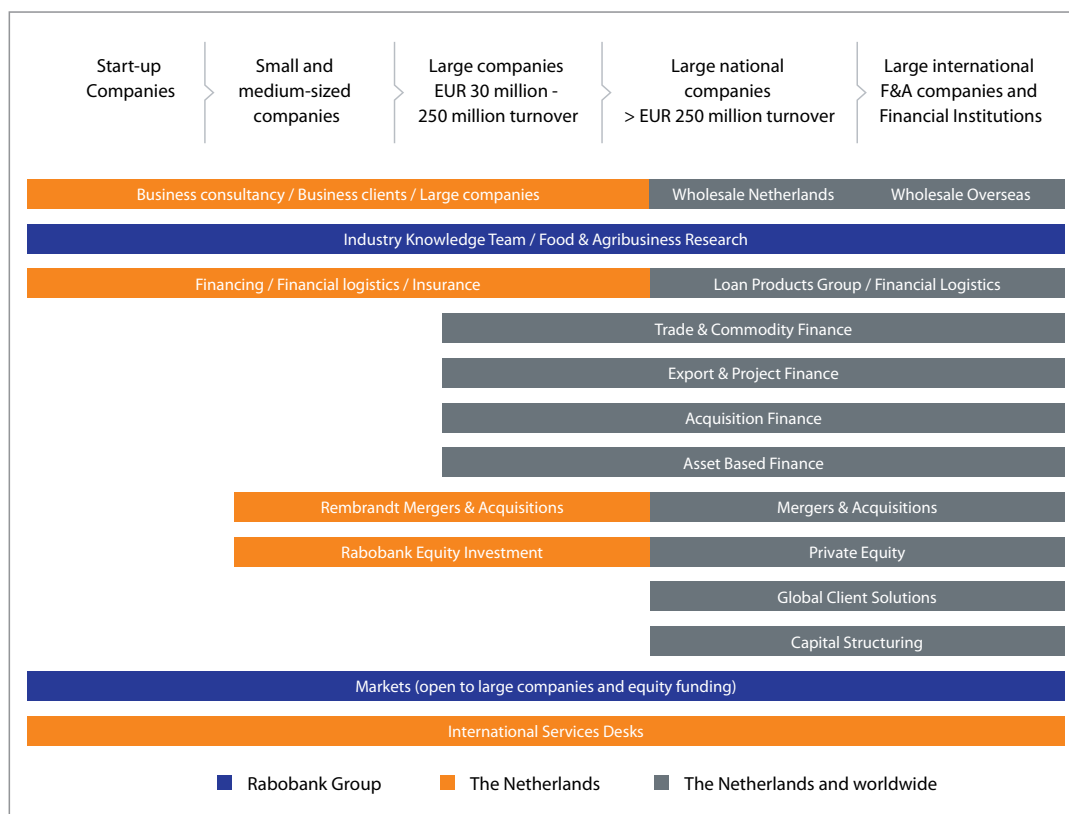 Start-up
Companies
Small and
medium-sized
companies
Large companies
EUR 30 million -
250 million turnover
Large national
companies
> EUR 250 million turnover
Large international
F&A companies and
Financial Institutions
Business consultancy / Business clients / Large companies
Wholesale Netherlands
Wholesale Overseas
Industry Knowledge Team / Food & Agribusiness Research
Financing / Financial logistics / Insurance
Loan Products Group / Financial Logistics
Trade & Commodity Finance
Export & Project Finance
Acquisition Finance
Asset Based Finance
Rembrandt Mergers & Acquisitions
Mergers & Acquisitions
Rabobank Equity Investment
Private Equity
Global Client Solutions
Capital Structuring
Markets (open to large companies and equity funding)
International Services Desks
Rabobank Group
The Netherlands
The Netherlands and worldwide